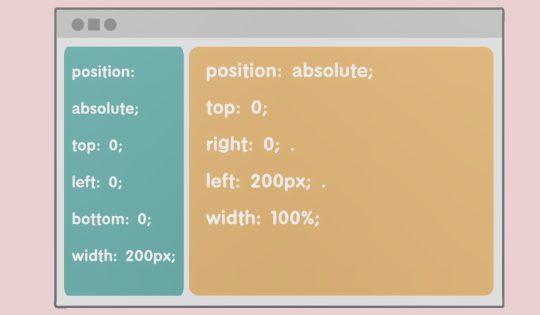 position:
absolute;
top: 0;
left: 0;
bottom: 0;
width: 200px;
position: absolute;
top: 0;
right: 0; .
left: 200px; .
width: 100%;